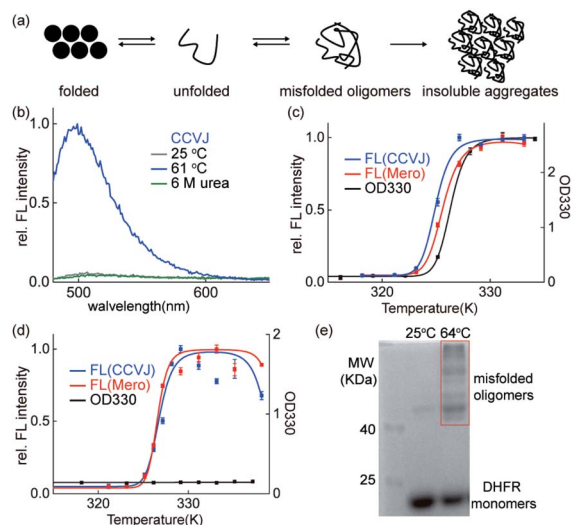 (a)
folded
unfolded
misfolded oligomers
insoluble aggregates
(b)
CCVJ
25 °C
61 °C
6 M urea
rel. FL intensity
1.0
0.5
0.0
500
600
wavelength(nm)
(c)
FL(CCVJ)
FL(Mero)
OD330
rel. FL intensity
1.0
0.5
0.0
320
330
Temperature(K)
2
1
0
OD330
(d)
FL(CCVJ)
FL(Mero)
OD330
rel. FL intensity
1.0
0.5
0.0
320
330
Temperature(K)
2
1
0
OD330
(e)
25°C 64°C
MW
(KDa)
40
25
misfolded
oligomers
DHFR
monomers